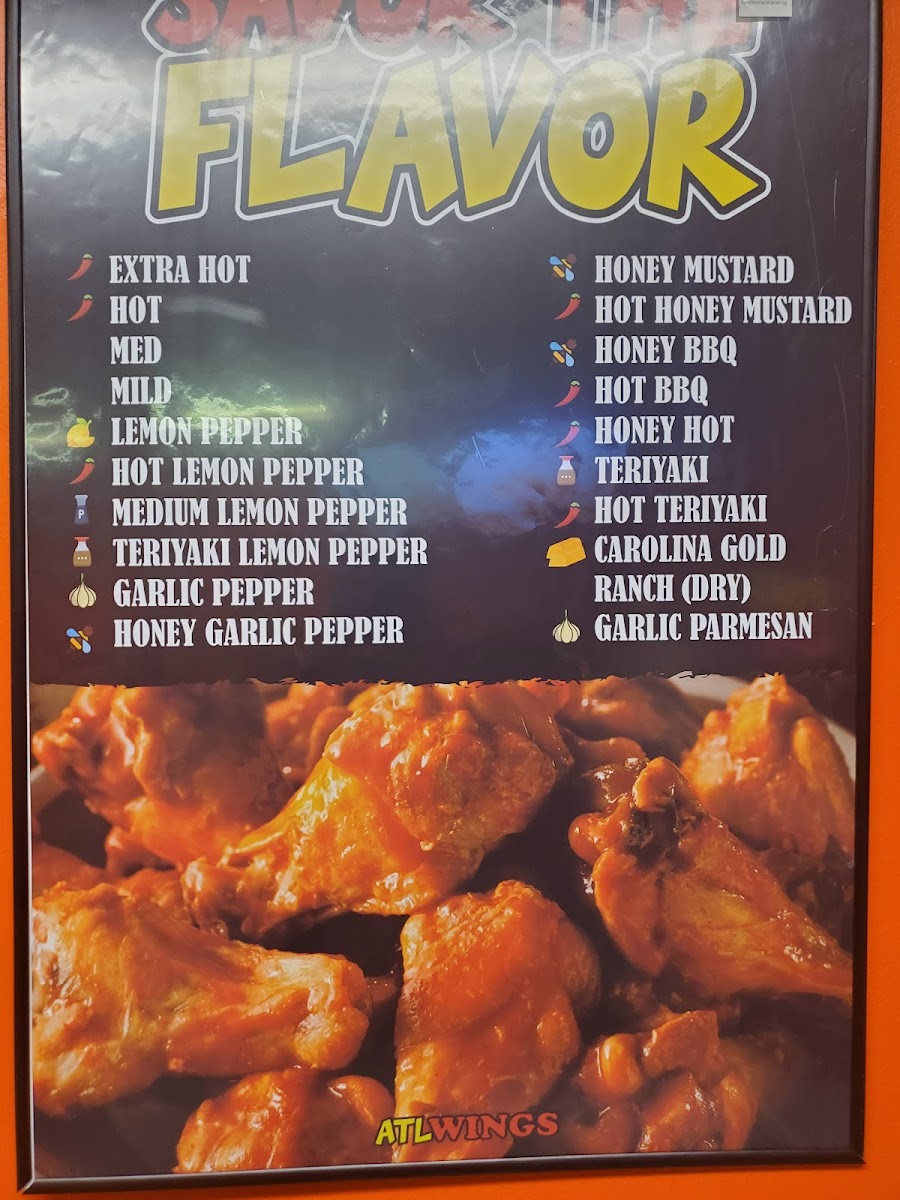 SAVOR THE
FLAVOR
EXTRA HOT
HOT
MED
MILD
LEMON PEPPER
HOT LEMON PEPPER
MEDIUM LEMON PEPPER
P
TERIYAKI LEMON PEPPER
GARLIC PEPPER
HONEY GARLIC PEPPER
HONEY MUSTARD
HOT HONEY MUSTARD
HONEY BBQ
HOT BBQ
HONEY HOT
TERIYAKI
HOT TERIYAKI
CAROLINA GOLD
RANCH (DRY)
GARLIC PARMESAN
ATLWINGS